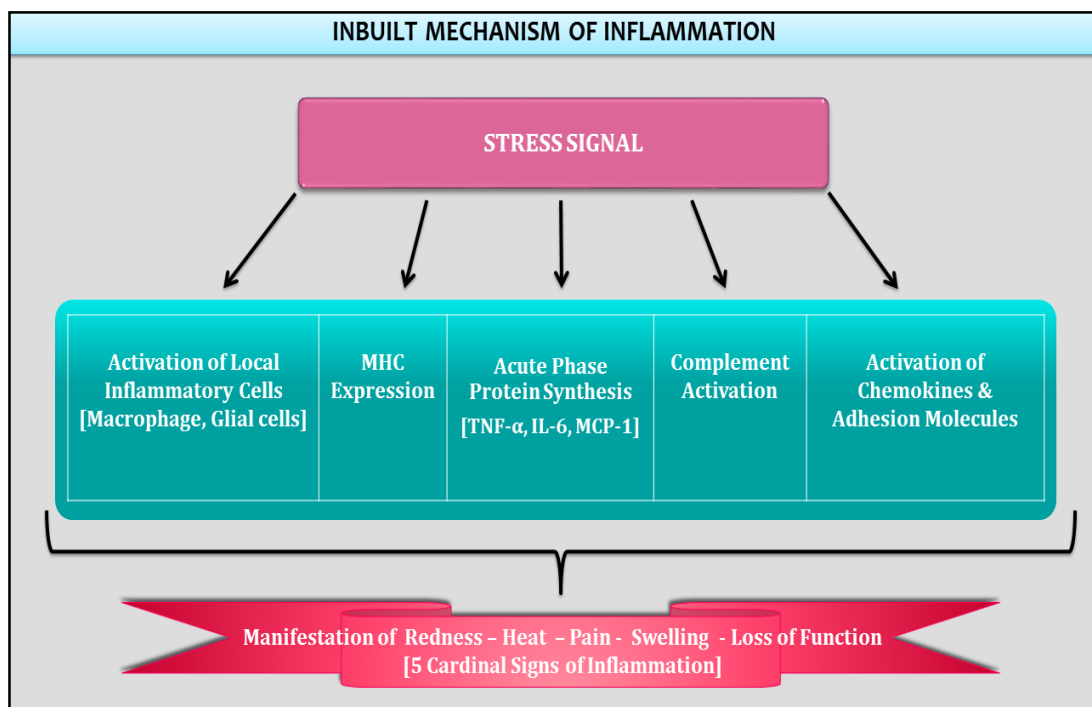 INBUILT MECHANISM OF INFLAMMATION
STRESS SIGNAL
Activation of Local
Inflammatory Cells
[Macrophage, Glial cells]
MHC
Expression
Acute Phase
Protein Synthesis
[TNF-α, IL-6, MCP-1]
Complement
Activation
Activation of
Chemokines &
Adhesion Molecules
Manifestation of Redness – Heat – Pain - Swelling - Loss of Function
[5 Cardinal Signs of Inflammation]